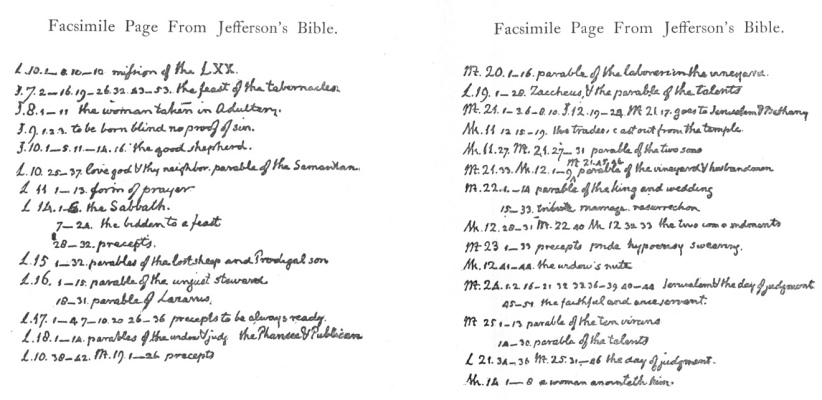 Facsimile Page From Jefferson's Bible.
L.10.1-8.10-10 mission of the LXX.
J.7.2-16.19-26.32.43-53. the feast of the tabernacles.
J.8.1-11 the woman taken in Adultery.
J.9.1.2.3. to be born blind no proof of sin.
J.10.1-5.11-14.16. the good shepherd.
L.10.25-37. love god & thy neighbor. parable of the Samaritan.
L 11 1-13. form of prayer
L 14.1-6. the Sabbath.
7-24. the bidden to a feast
28-32. precepts.
L.15 1-32. parables of the lost sheep and Prodigal son
L.16. 1-15. parable of the unjust steward.
18-31. parable of Lazarus.
L.17.1-4.7-10.20 26-36 precepts to be always ready.
L.18.1-14. parables of the widow & judg the Pharisee & Publican
L.10.38-42. Mt.19.1-26 precepts
Facsimile Page From Jefferson's Bible.
Mt.20.1-16. parable of the laborers in the vineyard.
L.19.1-28. Zaccheus, & the parable of the talents
Mt.21.1-3.6-8.10. J.12.19-24. Mt 21.17. goes to Jerusalem & Bethany
Mk.11 12 15-19. the traders cast out from the temple.
Mk.11.27. Mt.21.27-31 parable of the two sons
Mt.21.33. Mk.12.1-9 Mt 21.45.46 parable of the vineyard & husbandmen
Mt.22.1-14 parable of the king and wedding
15-33. tribute marriage. resurrection
Mk.12.28-31 Mt.22 40 Mk 12 32 33 the two commandments
Mt 23 1-33 precepts pride hypocrisy swearing.
Mk.12 41-44. the widow's mite
Mt.24.1.2 16-21 32 33 36-39 40-44 Jerusalem & the day of judgment
45-51. the faithful and servant.
Mt 25 1-13 parable of the ten virgins
14-30. parable of the talents
L 21.34-36 Mt.25.31-46 the day of judgment.
Mk.14 1-8 a woman anointeth him.